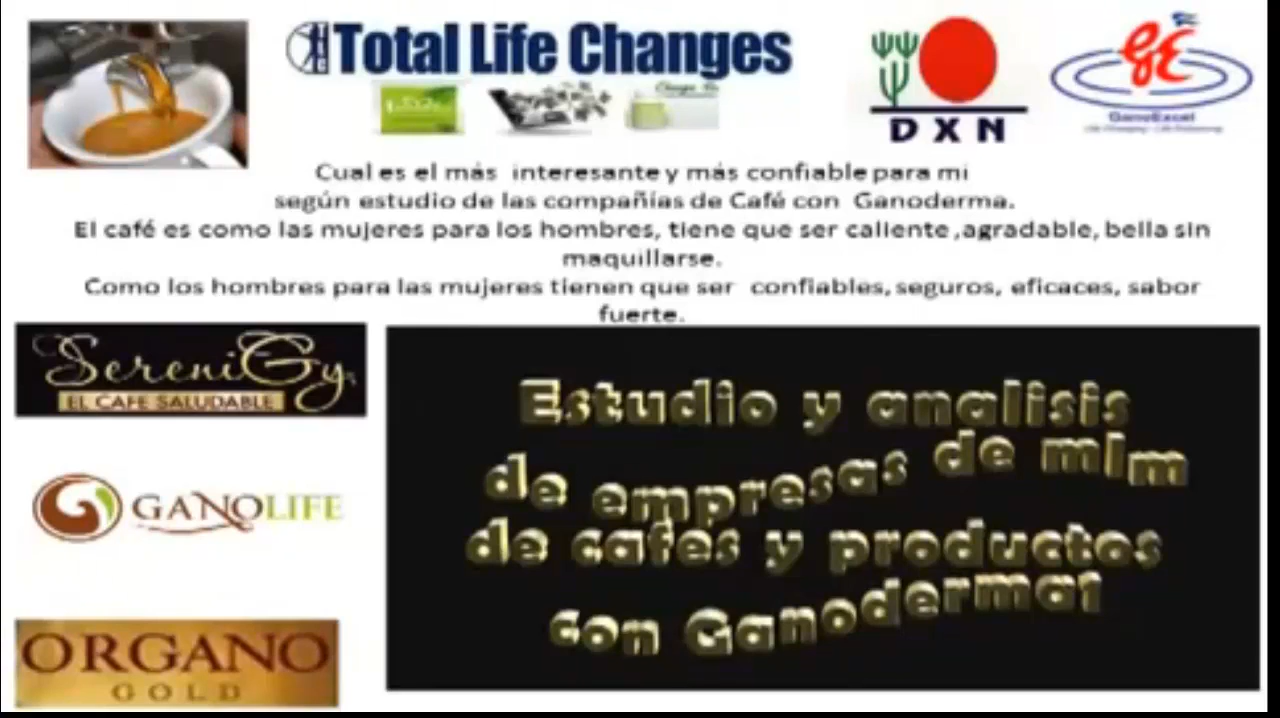 Total Life Changes
DXN
GanoExcel
Cual es el más interesante y más confiable para mi
según estudio de las compañías de Café con Ganoderma.
El café es como las mujeres para los hombres, tiene que ser caliente ,agradable, bella sin
maquillarse.
Como los hombres para las mujeres tienen que ser confiables, seguros, eficaces, sabor
fuerte.
SereniGy
EL CAFE SALUDABLE
GANOLIFE
ORGANO
GOLD
Estudio y analisis
de empresas de mlm
de cafes y productos
con Ganoderma1